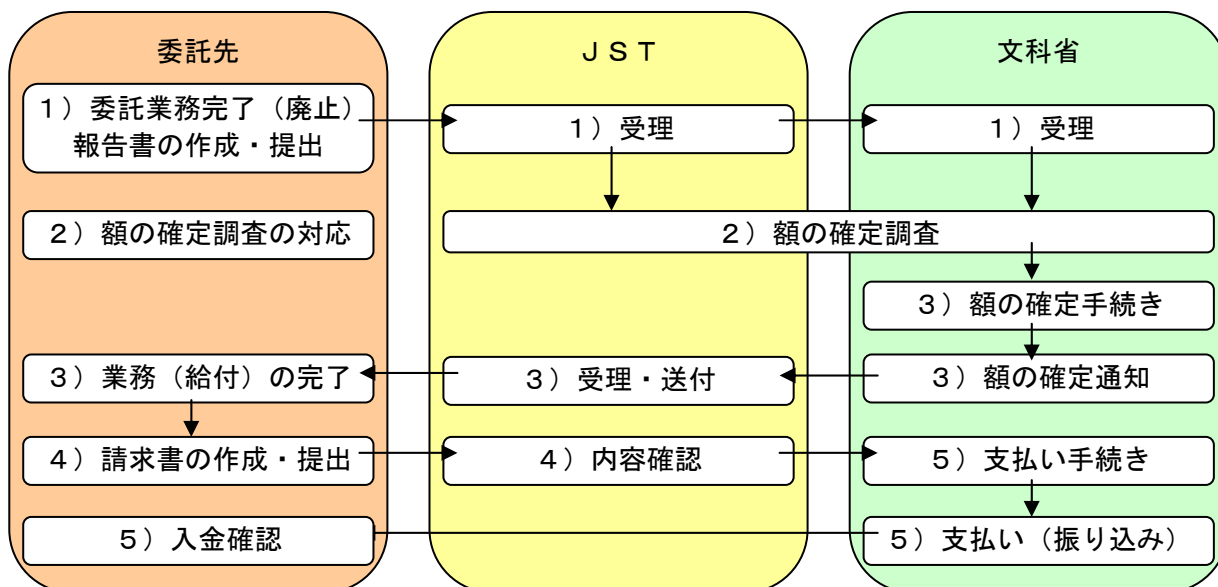 委託先
JST
文科省
1)委託業務完了(廃止)
報告書の作成・提出
1)受理
1)受理
2)額の確定調査の対応
2)額の確定調査
3)額の確定手続き
3)業務(給付)の完了
3)受理・送付
3)額の確定通知
4)請求書の作成・提出
4)内容確認
5)支払い手続き
5)入金確認
5)支払い(振り込み)